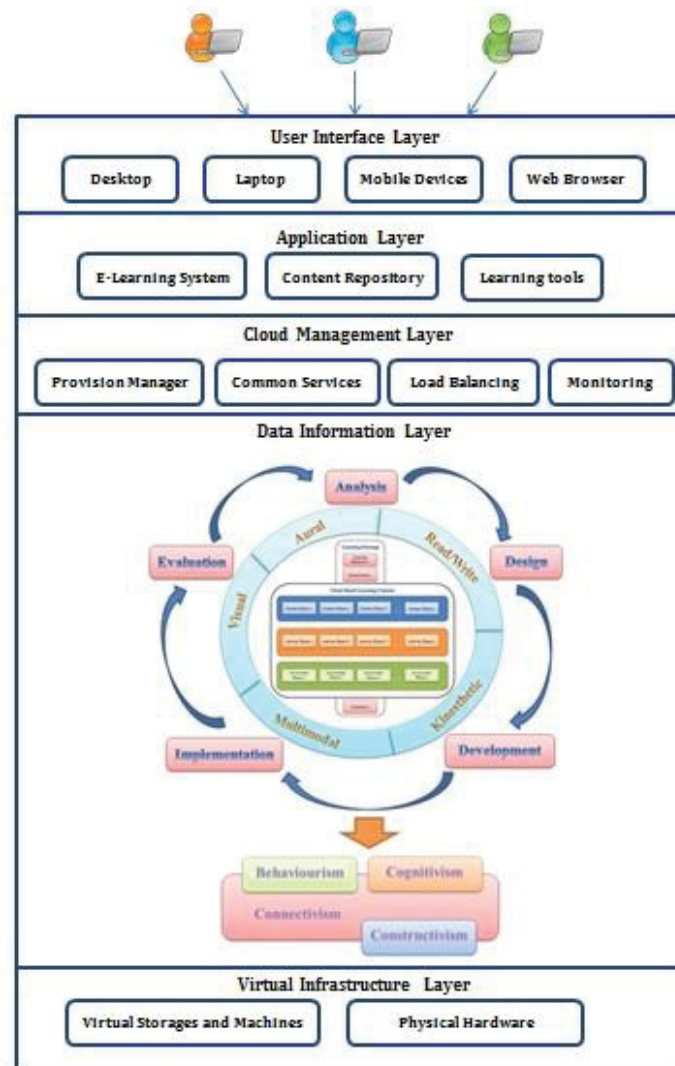 User Interface Layer
Desktop
Laptop
Mobile Devices
Web Browser
Application Layer
E-Learning System
Content Repository
Learning tools
Cloud Management Layer
Provision Manager
Common Services
Load Balancing
Monitoring
Data Information Layer
Analysis
Aural
Read/Write
Evaluation
Design
Visual
Kinesthetic
Multimodal
Implementation
Development
Behaviourism
Cognitivism
Connectivism
Constructivism
Virtual Infrastructure Layer
Virtual Storages and Machines
Physical Hardware